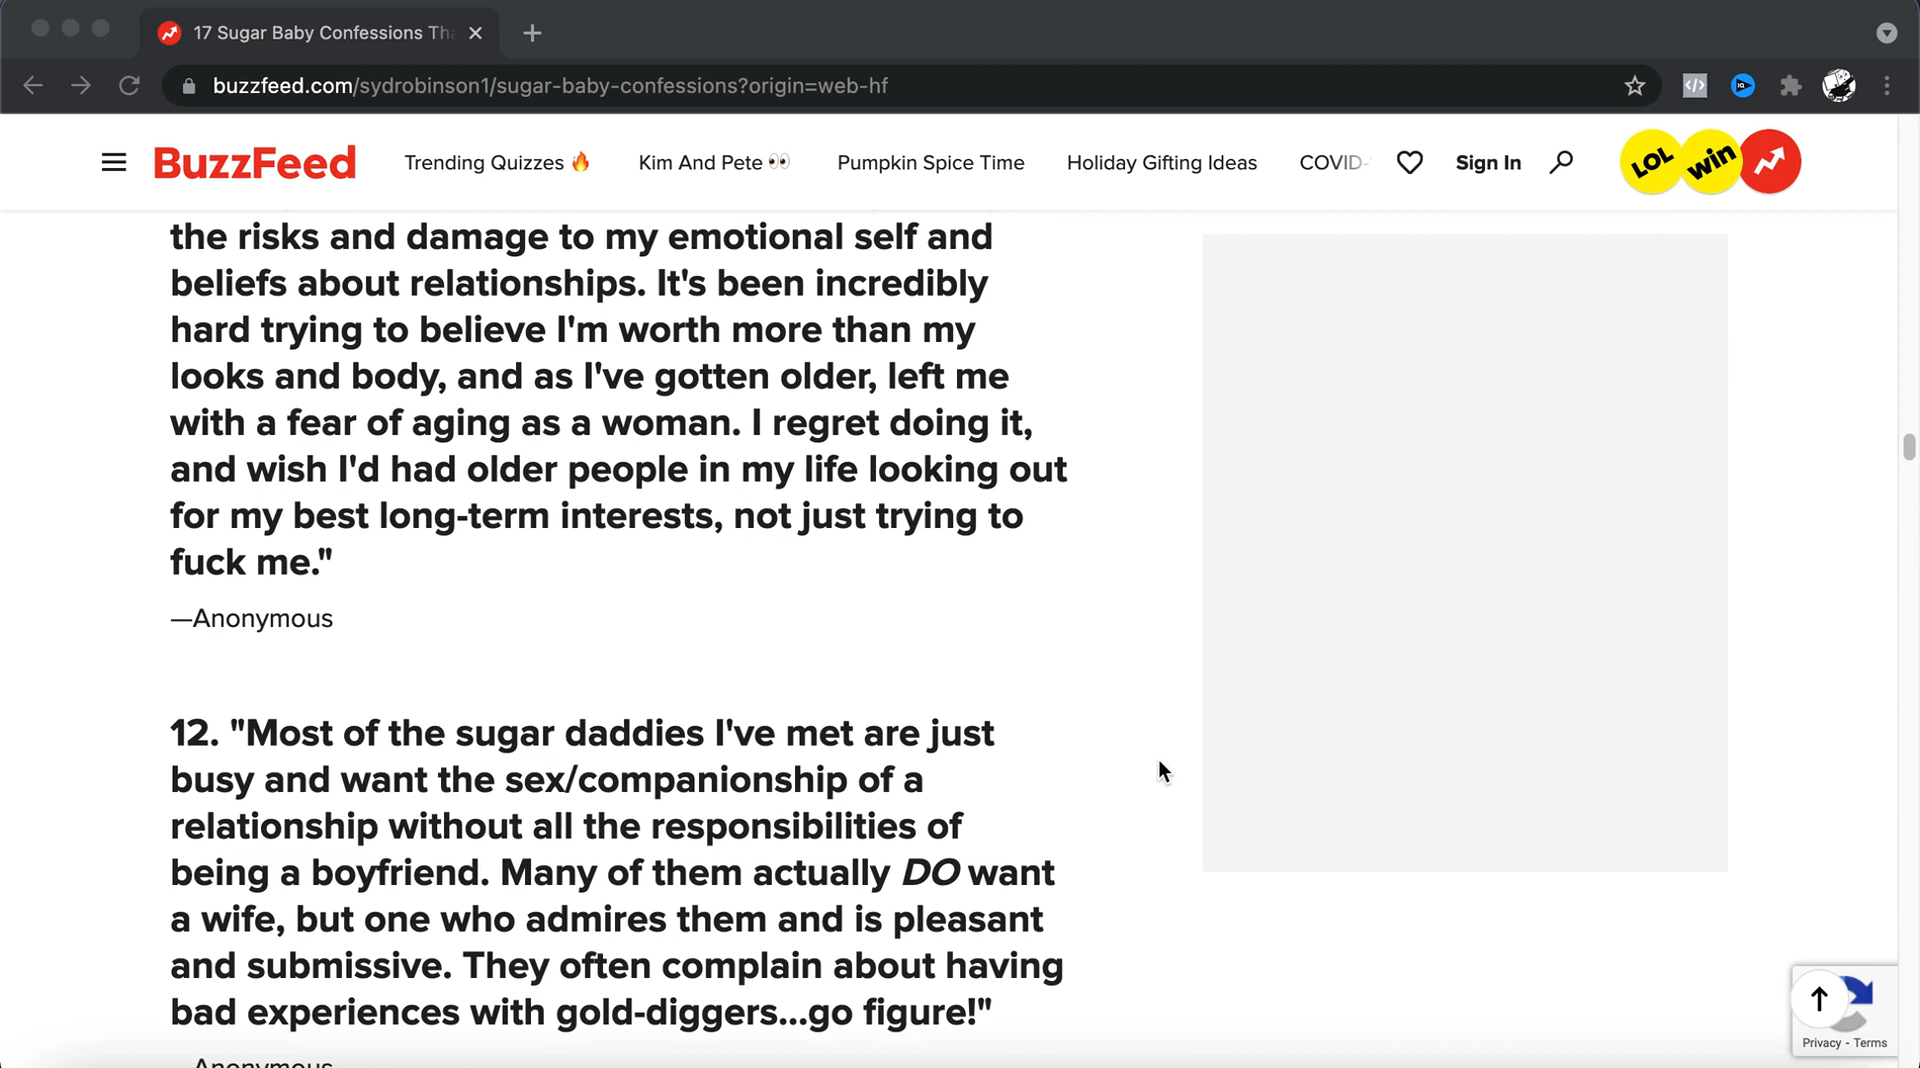 17 Sugar Baby Confessions Tha
buzzfeed.com/sydrobinson1/sugar-baby-confessions?origin=web-hf
BuzzFeed
Trending Quizzes 🔥
Kim And Pete 👀
Pumpkin Spice Time
Holiday Gifting Ideas
COVID-
Sign In
LOL
win
the risks and damage to my emotional self and
beliefs about relationships. It's been incredibly
hard trying to believe I'm worth more than my
looks and body, and as I've gotten older, left me
with a fear of aging as a woman. I regret doing it,
and wish I'd had older people in my life looking out
for my best long-term interests, not just trying to
fuck me."
—Anonymous
12. "Most of the sugar daddies I've met are just
busy and want the sex/companionship of a
relationship without all the responsibilities of
being a boyfriend. Many of them actually DO want
a wife, but one who admires them and is pleasant
and submissive. They often complain about having
bad experiences with gold-diggers...go figure!"
Anonymous
Privacy - Terms